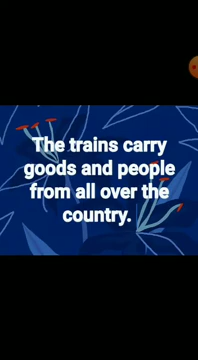 The trains carry
goods and people
from all over the
country.